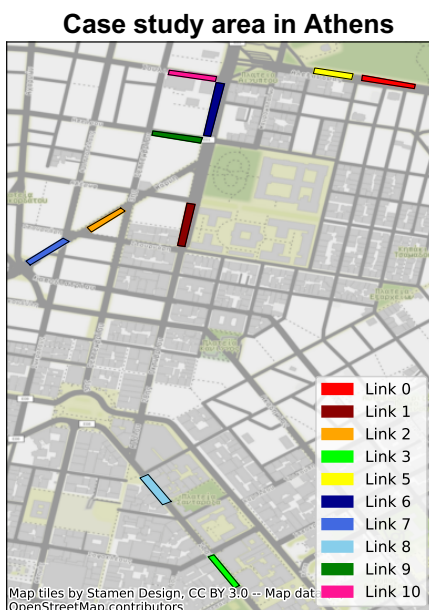 Case study area in Athens
Link 0
Link 1
Link 2
Link 3
Link 5
Link 6
Link 7
Link 8
Link 9
Link 10
Map tiles by Stamen Design, CC BY 3.0 -- Map dat
OpenStreetMap contributors